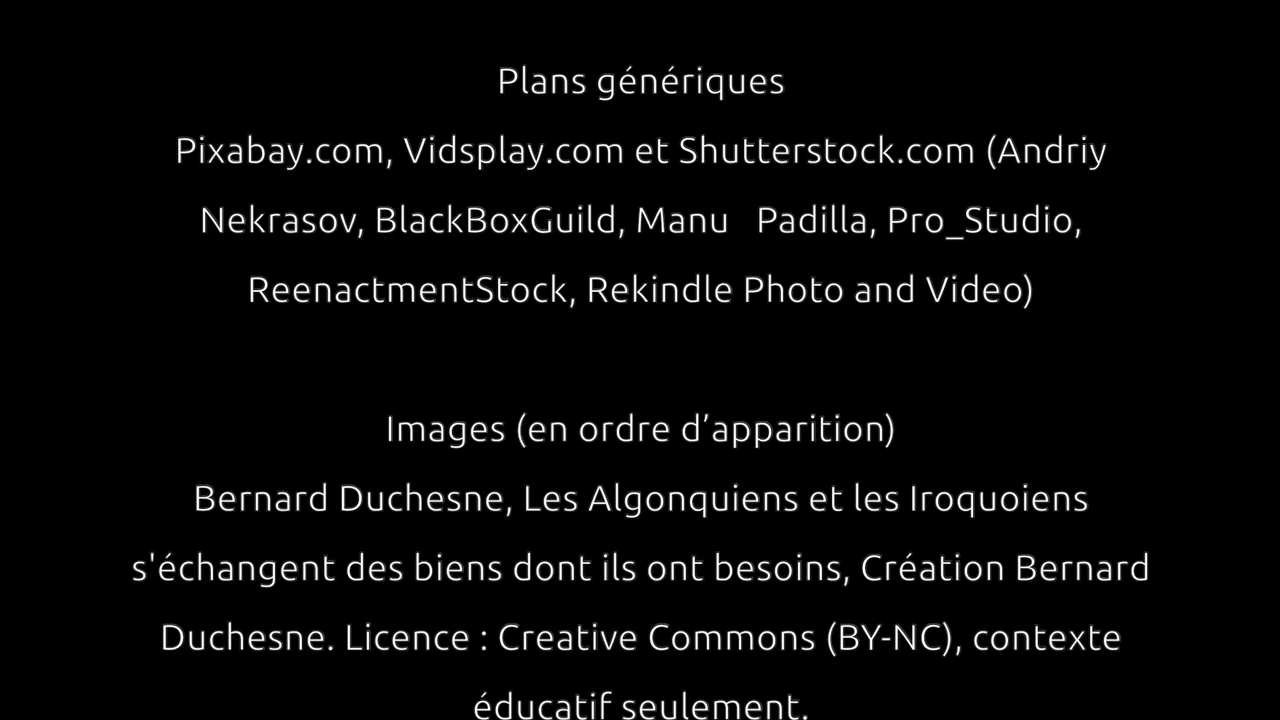 Plans génériques
Pixabay.com, Vidsplay.com et Shutterstock.com (Andriy
Nekrasov, BlackBoxGuild, Manu   Padilla, Pro_Studio,
ReenactmentStock, Rekindle Photo and Video)
Images (en ordre d’apparition)
Bernard Duchesne, Les Algonquiens et les Iroquoiens
s'échangent des biens dont ils ont besoins, Création Bernard
Duchesne. Licence : Creative Commons (BY-NC), contexte
éducatif seulement.